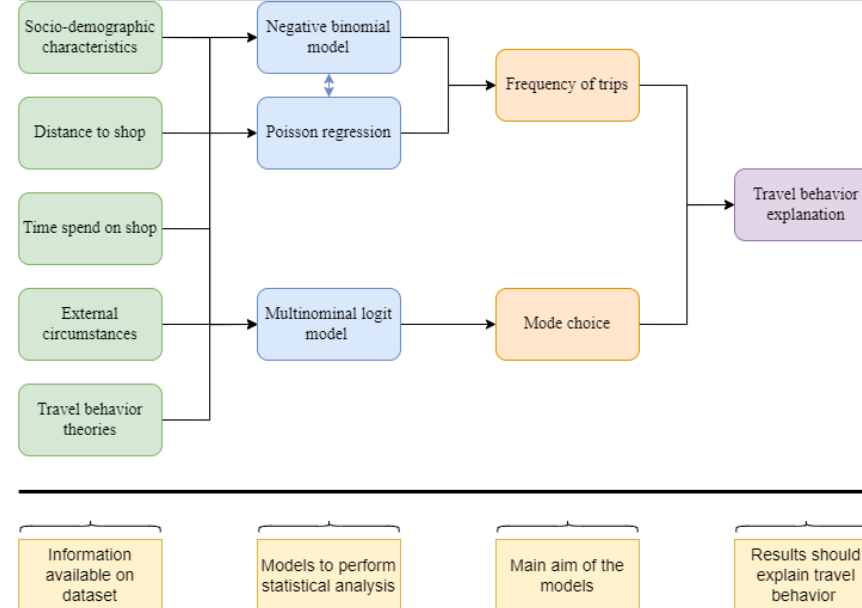 Socio-demographic
characteristics
Negative binomial
model
Frequency of trips
Distance to shop
Poisson regression
Travel behavior
explanation
Time spend on shop
External
circumstances
Multinominal logit
model
Mode choice
Travel behavior
theories
Information
available on
dataset
Models to perform
statistical analysis
Main aim of the
models
Results should
explain travel
behavior